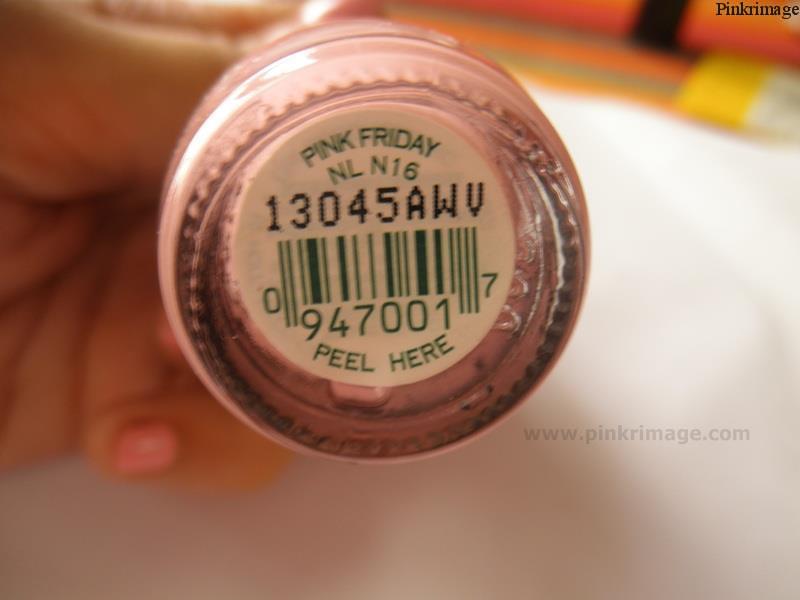 Pinkrimage
PINK FRIDAY
NL N16
13045AWV
0 947001 7
PEEL HERE
www.pinkrimage.com